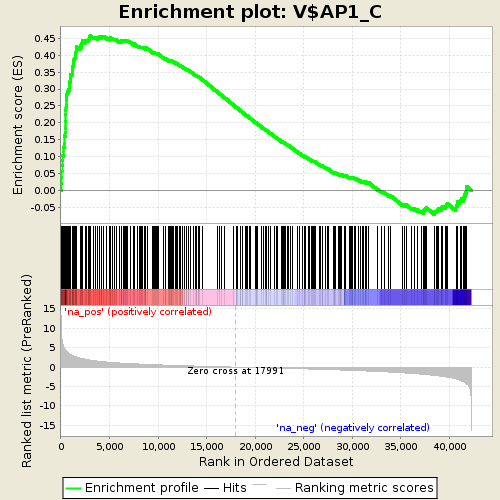 Enrichment plot: V$AP1_C
Enrichment score (ES)
0.45
0.40
0.35
0.30
0.25
0.20
0.15
0.10
0.05
0.00
-0.05
'na_pos' (positively correlated)
Ranked list metric (PreRanked)
15
10
5
0
-5
-10
-15
Zero cross at 17991
'na_neg' (negatively correlated)
0 5,000 10,000 15,000 20,000 25,000 30,000 35,000 40,000
Rank in Ordered Dataset
Enrichment profile Hits Ranking metric scores